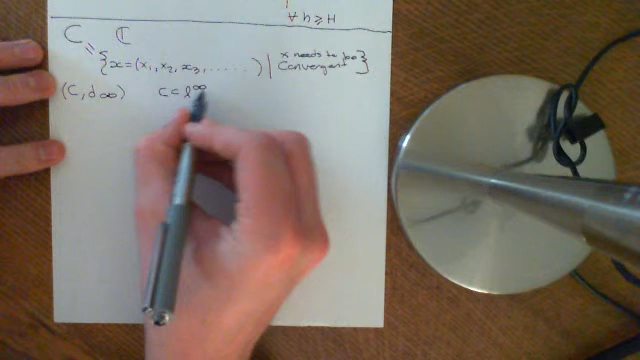 ∀ h ≥ H
C ℂ
{x=(x₁, x₂, x₃, ......) | x needs to be Convergent}
(C, d∞) C ⊂ ℓ∞